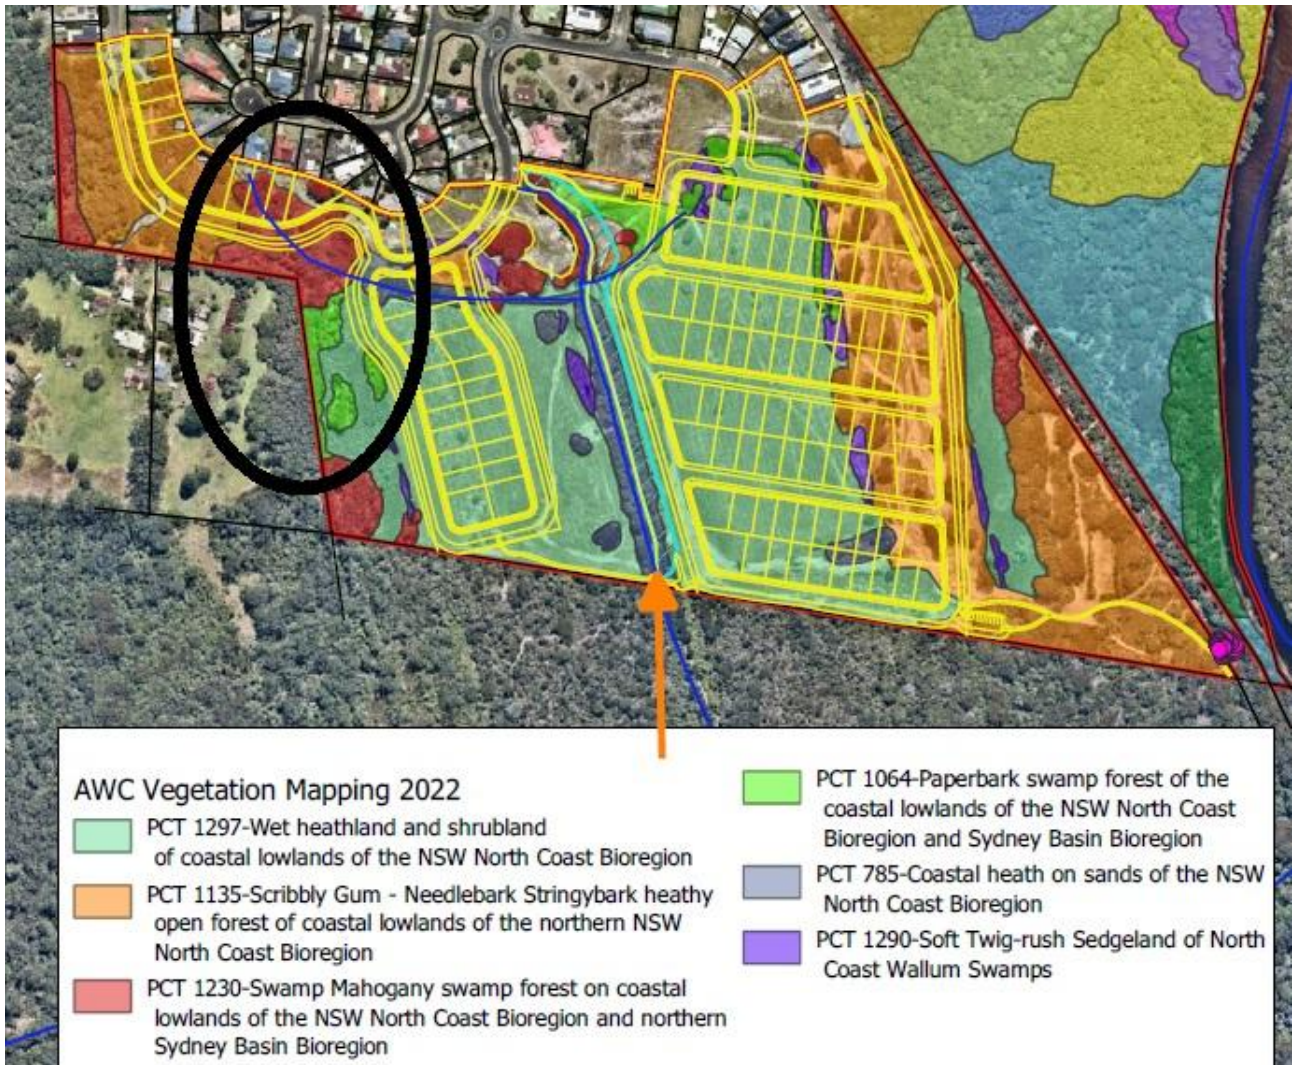 AWC Vegetation Mapping 2022
PCT 1297-Wet heathland and shrubland
of coastal lowlands of the NSW North Coast Bioregion
PCT 1135-Scribbly Gum - Needlebark Stringybark heathy
open forest of coastal lowlands of the northern NSW
North Coast Bioregion
PCT 1230-Swamp Mahogany swamp forest on coastal
lowlands of the NSW North Coast Bioregion and northern
Sydney Basin Bioregion
PCT 1064-Paperbark swamp forest of the
coastal lowlands of the NSW North Coast
Bioregion and Sydney Basin Bioregion
PCT 785-Coastal heath on sands of the NSW
North Coast Bioregion
PCT 1290-Soft Twig-rush Sedgeland of North
Coast Wallum Swamps